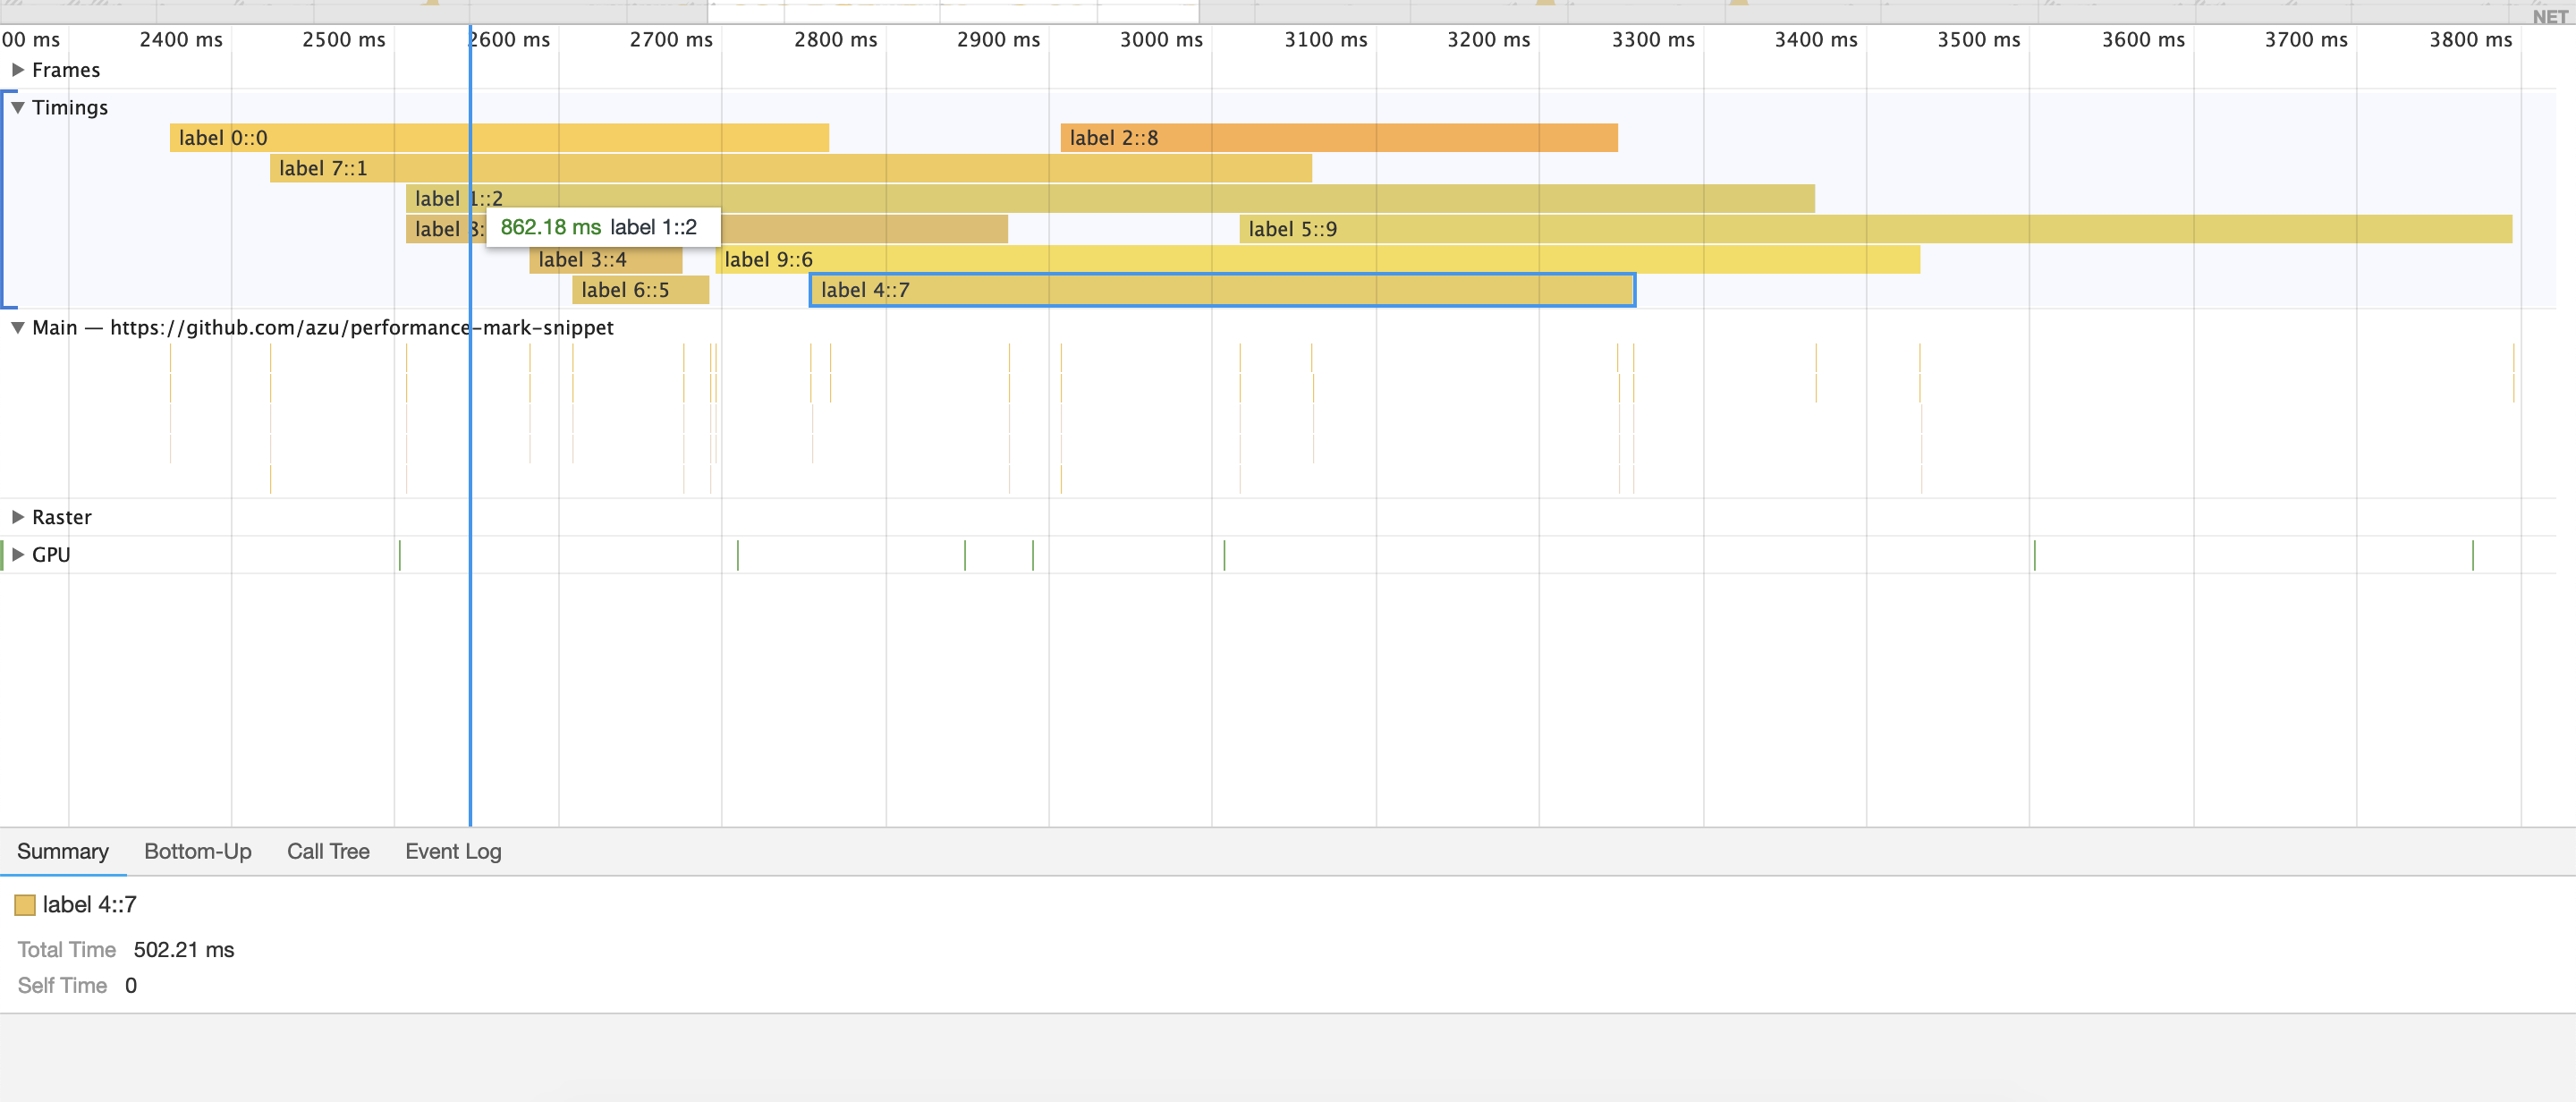 NET
00 ms 2400 ms 2500 ms 2600 ms 2700 ms 2800 ms 2900 ms 3000 ms 3100 ms 3200 ms 3300 ms 3400 ms 3500 ms 3600 ms 3700 ms 3800 ms
Frames
Timings
label 0::0 label 2::8
label 7::1
label 1::2
label 8: 862.18 ms label 1::2 label 5::9
label 3::4 label 9::6
label 6::5 label 4::7
Main — https://github.com/azu/performance-mark-snippet
Raster
GPU
Summary Bottom-Up Call Tree Event Log
label 4::7
Total Time 502.21 ms
Self Time 0